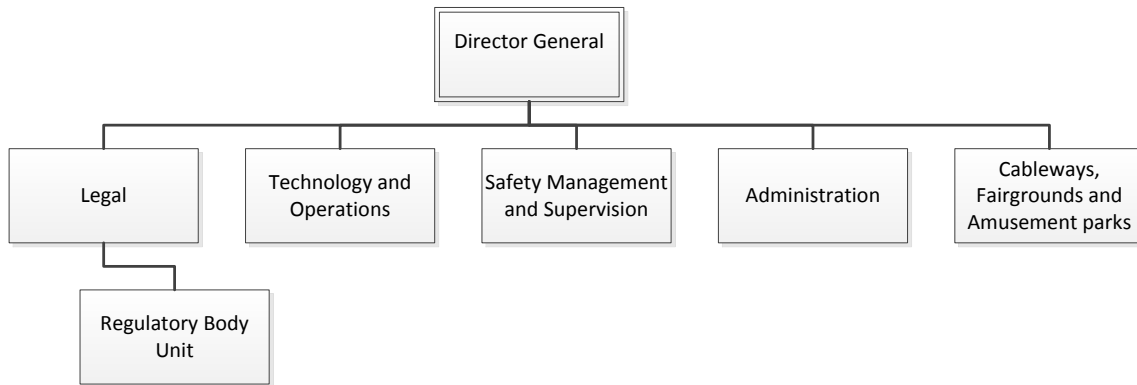 Director General
Legal
Technology and
Operations
Safety Management
and Supervision
Administration
Cableways,
Fairgrounds and
Amusement parks
Regulatory Body
Unit